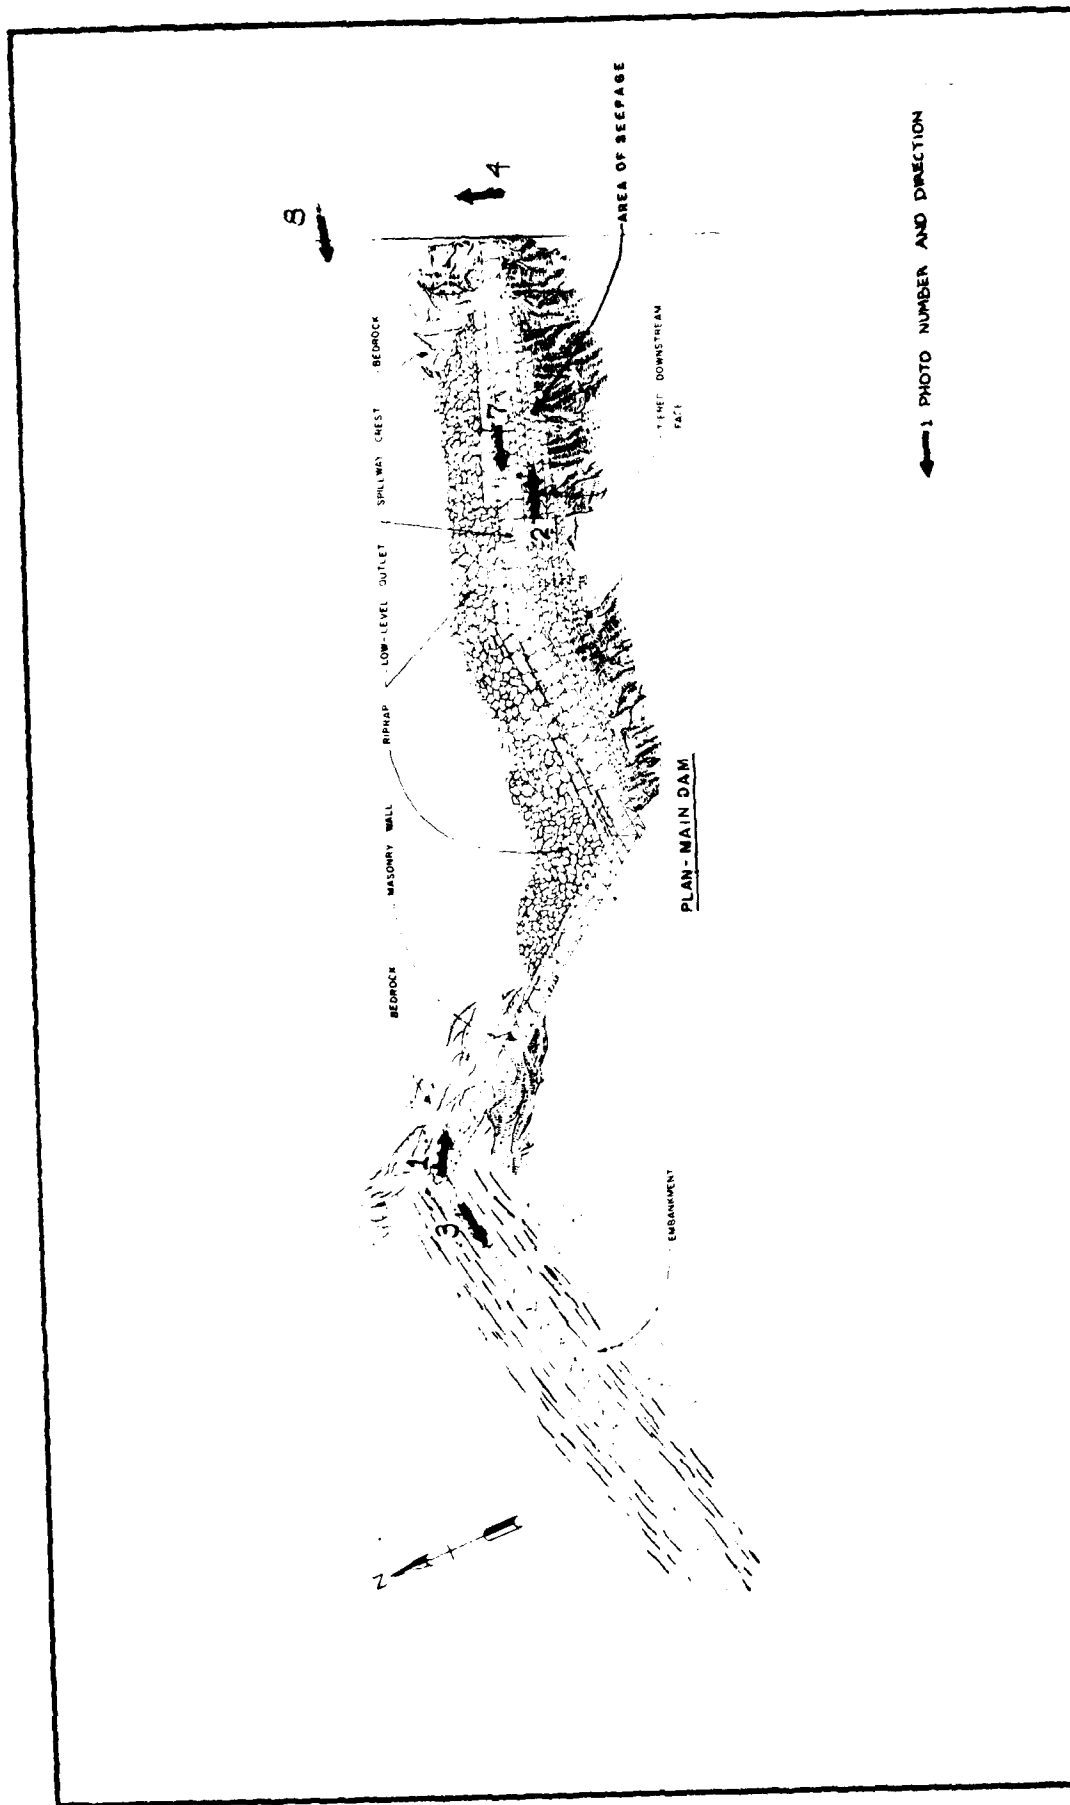 BEDROCK
MASONRY WALL
RIPRAP
LOW-LEVEL OUTLET
SPILLWAY CREST
BEDROCK
8
4
7
2
1
3
N
AREA OF SEEPAGE
DOWNSTREAM
FACE
EMBANKMENT
PLAN - MAIN DAM
1 PHOTO NUMBER AND DIRECTION